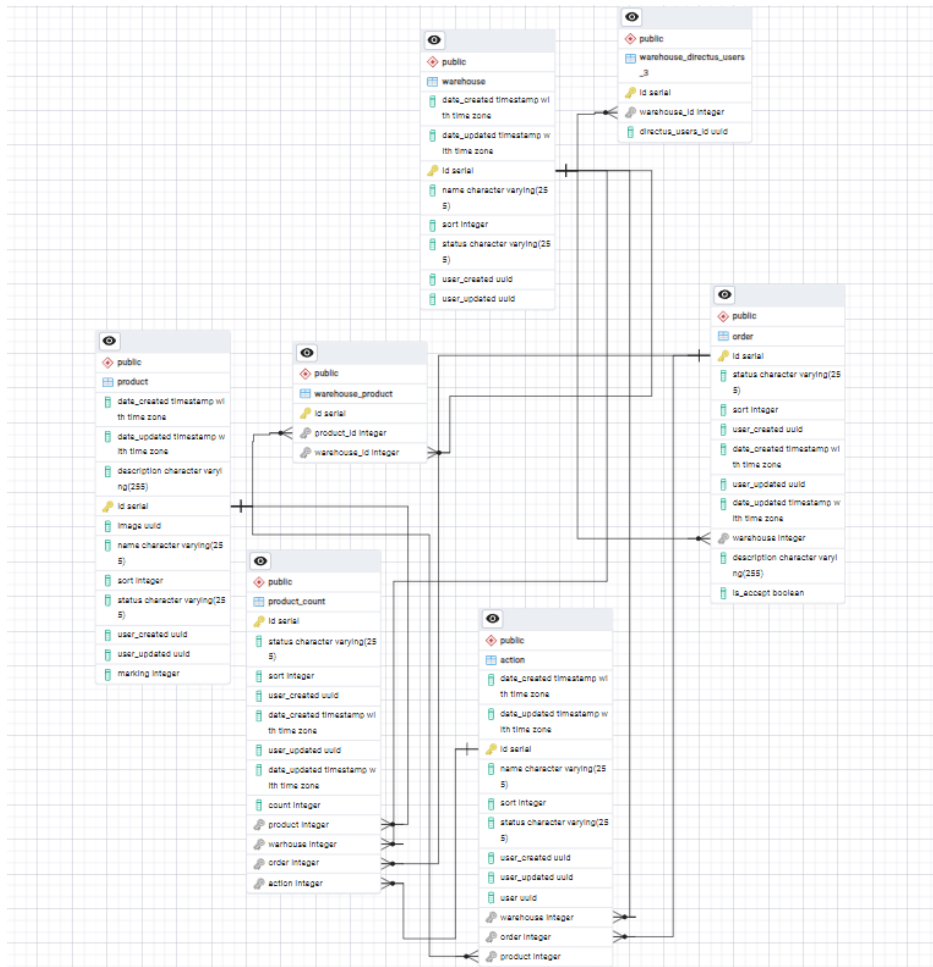 public
warehouse_directus_users
_3
id serial
warehouse_id integer
directus_users_id uuid
public
warehouse
date_created timestamp wi
th time zone
date_updated timestamp w
ith time zone
id serial
name character varying(25
5)
sort integer
status character varying(25
5)
user_created uuid
user_updated uuid
public
order
id serial
status character varying(25
5)
sort integer
user_created uuid
date_created timestamp wi
th time zone
user_updated uuid
date_updated timestamp w
ith time zone
warehouse integer
description character varyi
ng(255)
is_accept boolean
public
product
date_created timestamp wi
th time zone
date_updated timestamp w
ith time zone
description character varyi
ng(255)
id serial
image uuid
name character varying(25
5)
sort integer
status character varying(25
5)
user_created uuid
user_updated uuid
marking integer
public
warehouse_product
id serial
product_id integer
warehouse_id integer
public
product_count
id serial
status character varying(25
5)
sort integer
user_created uuid
date_created timestamp wi
th time zone
user_updated uuid
date_updated timestamp w
ith time zone
count integer
product integer
warhouse integer
order integer
action integer
public
action
date_created timestamp wi
th time zone
date_updated timestamp w
ith time zone
id serial
name character varying(25
5)
sort integer
status character varying(25
5)
user_created uuid
user_updated uuid
user uuid
warehouse integer
order integer
product integer